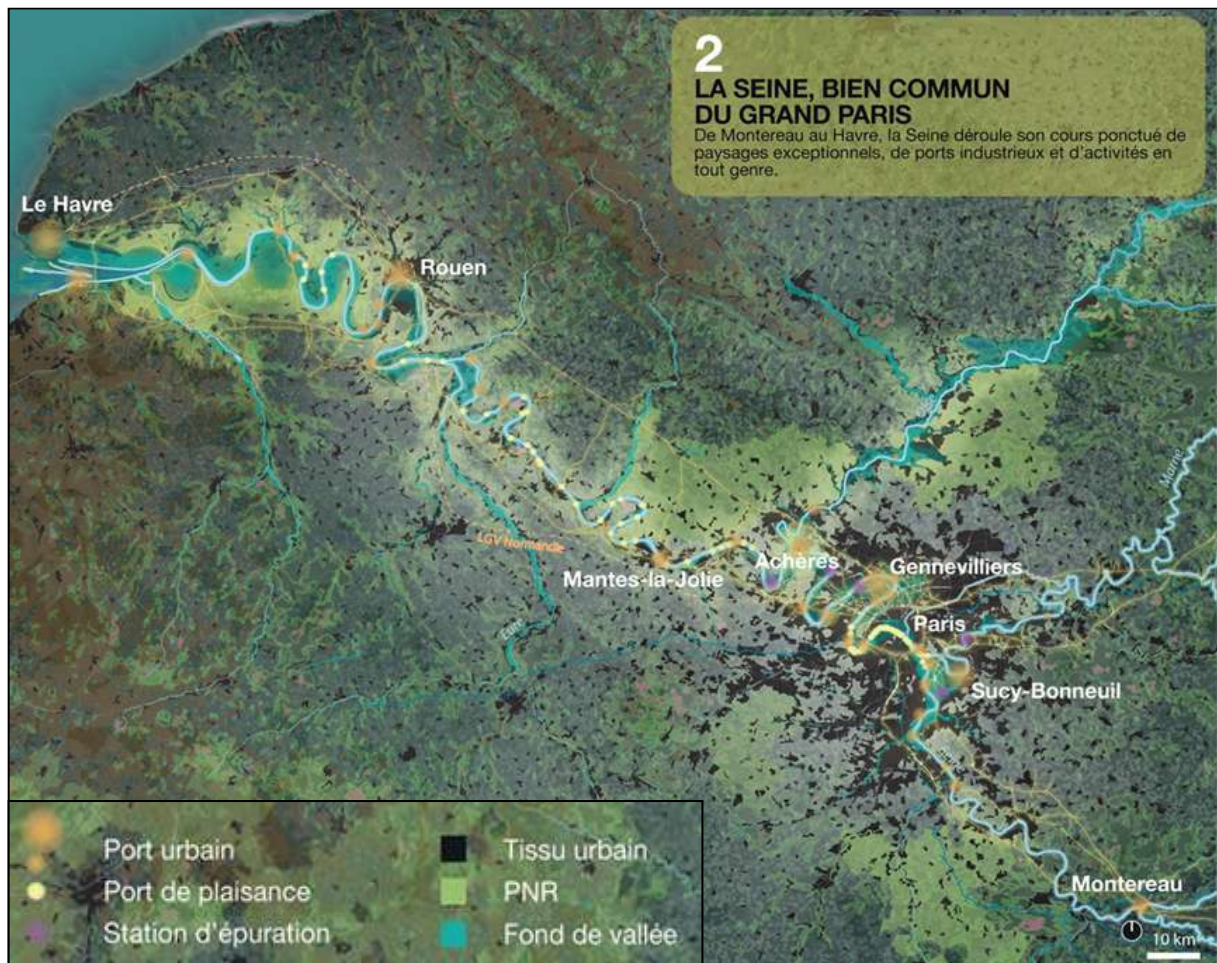 2
LA SEINE, BIEN COMMUN
DU GRAND PARIS
De Montereau au Havre, la Seine déroule son cours ponctué de
paysages exceptionnels, de ports industrieux et d'activités en
tout genre.
Le Havre
Rouen
Marne
LGV Normandie
Achères
Gennevilliers
Mantes-la-Jolie
Paris
Eure
Sucy-Bonneuil
Montereau
10 km
Port urbain
Port de plaisance
Station d'épuration
Tissu urbain
PNR
Fond de vallée